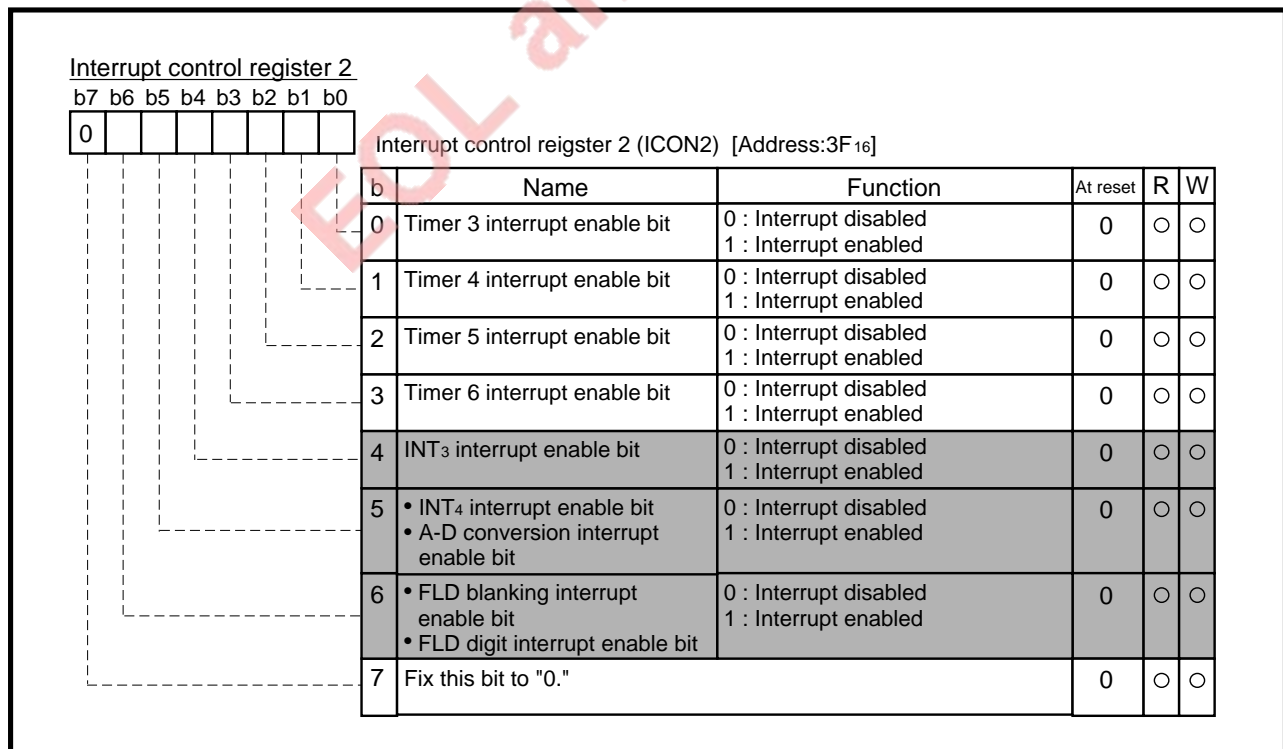 EOL an
Interrupt control register 2
b7 b6 b5 b4 b3 b2 b1 b0
0
Interrupt control reigster 2 (ICON2) [Address:3F16]
b Name Function At reset R W
0 Timer 3 interrupt enable bit 0 : Interrupt disabled 0 ○ ○
1 : Interrupt enabled
1 Timer 4 interrupt enable bit 0 : Interrupt disabled 0 ○ ○
1 : Interrupt enabled
2 Timer 5 interrupt enable bit 0 : Interrupt disabled 0 ○ ○
1 : Interrupt enabled
3 Timer 6 interrupt enable bit 0 : Interrupt disabled 0 ○ ○
1 : Interrupt enabled
4 INT3 interrupt enable bit 0 : Interrupt disabled 0 ○ ○
1 : Interrupt enabled
5 • INT4 interrupt enable bit 0 : Interrupt disabled 0 ○ ○
• A-D conversion interrupt 1 : Interrupt enabled
enable bit
6 • FLD blanking interrupt 0 : Interrupt disabled 0 ○ ○
enable bit 1 : Interrupt enabled
• FLD digit interrupt enable bit
7 Fix this bit to "0." 0 ○ ○